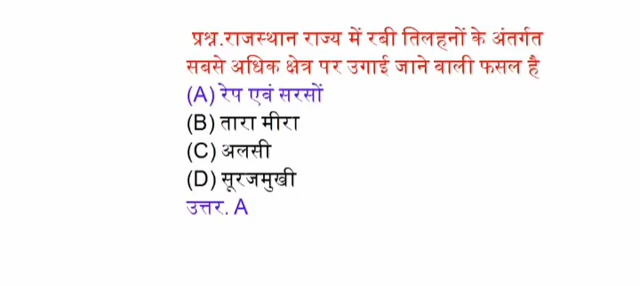 प्रश्न.राजस्थान राज्य में रबी तिलहनों के अंतर्गत
सबसे अधिक क्षेत्र पर उगाई जाने वाली फसल है
(A) रेप एवं सरसों
(B) तारा मीरा
(C) अलसी
(D) सूरजमुखी
उत्तर. A